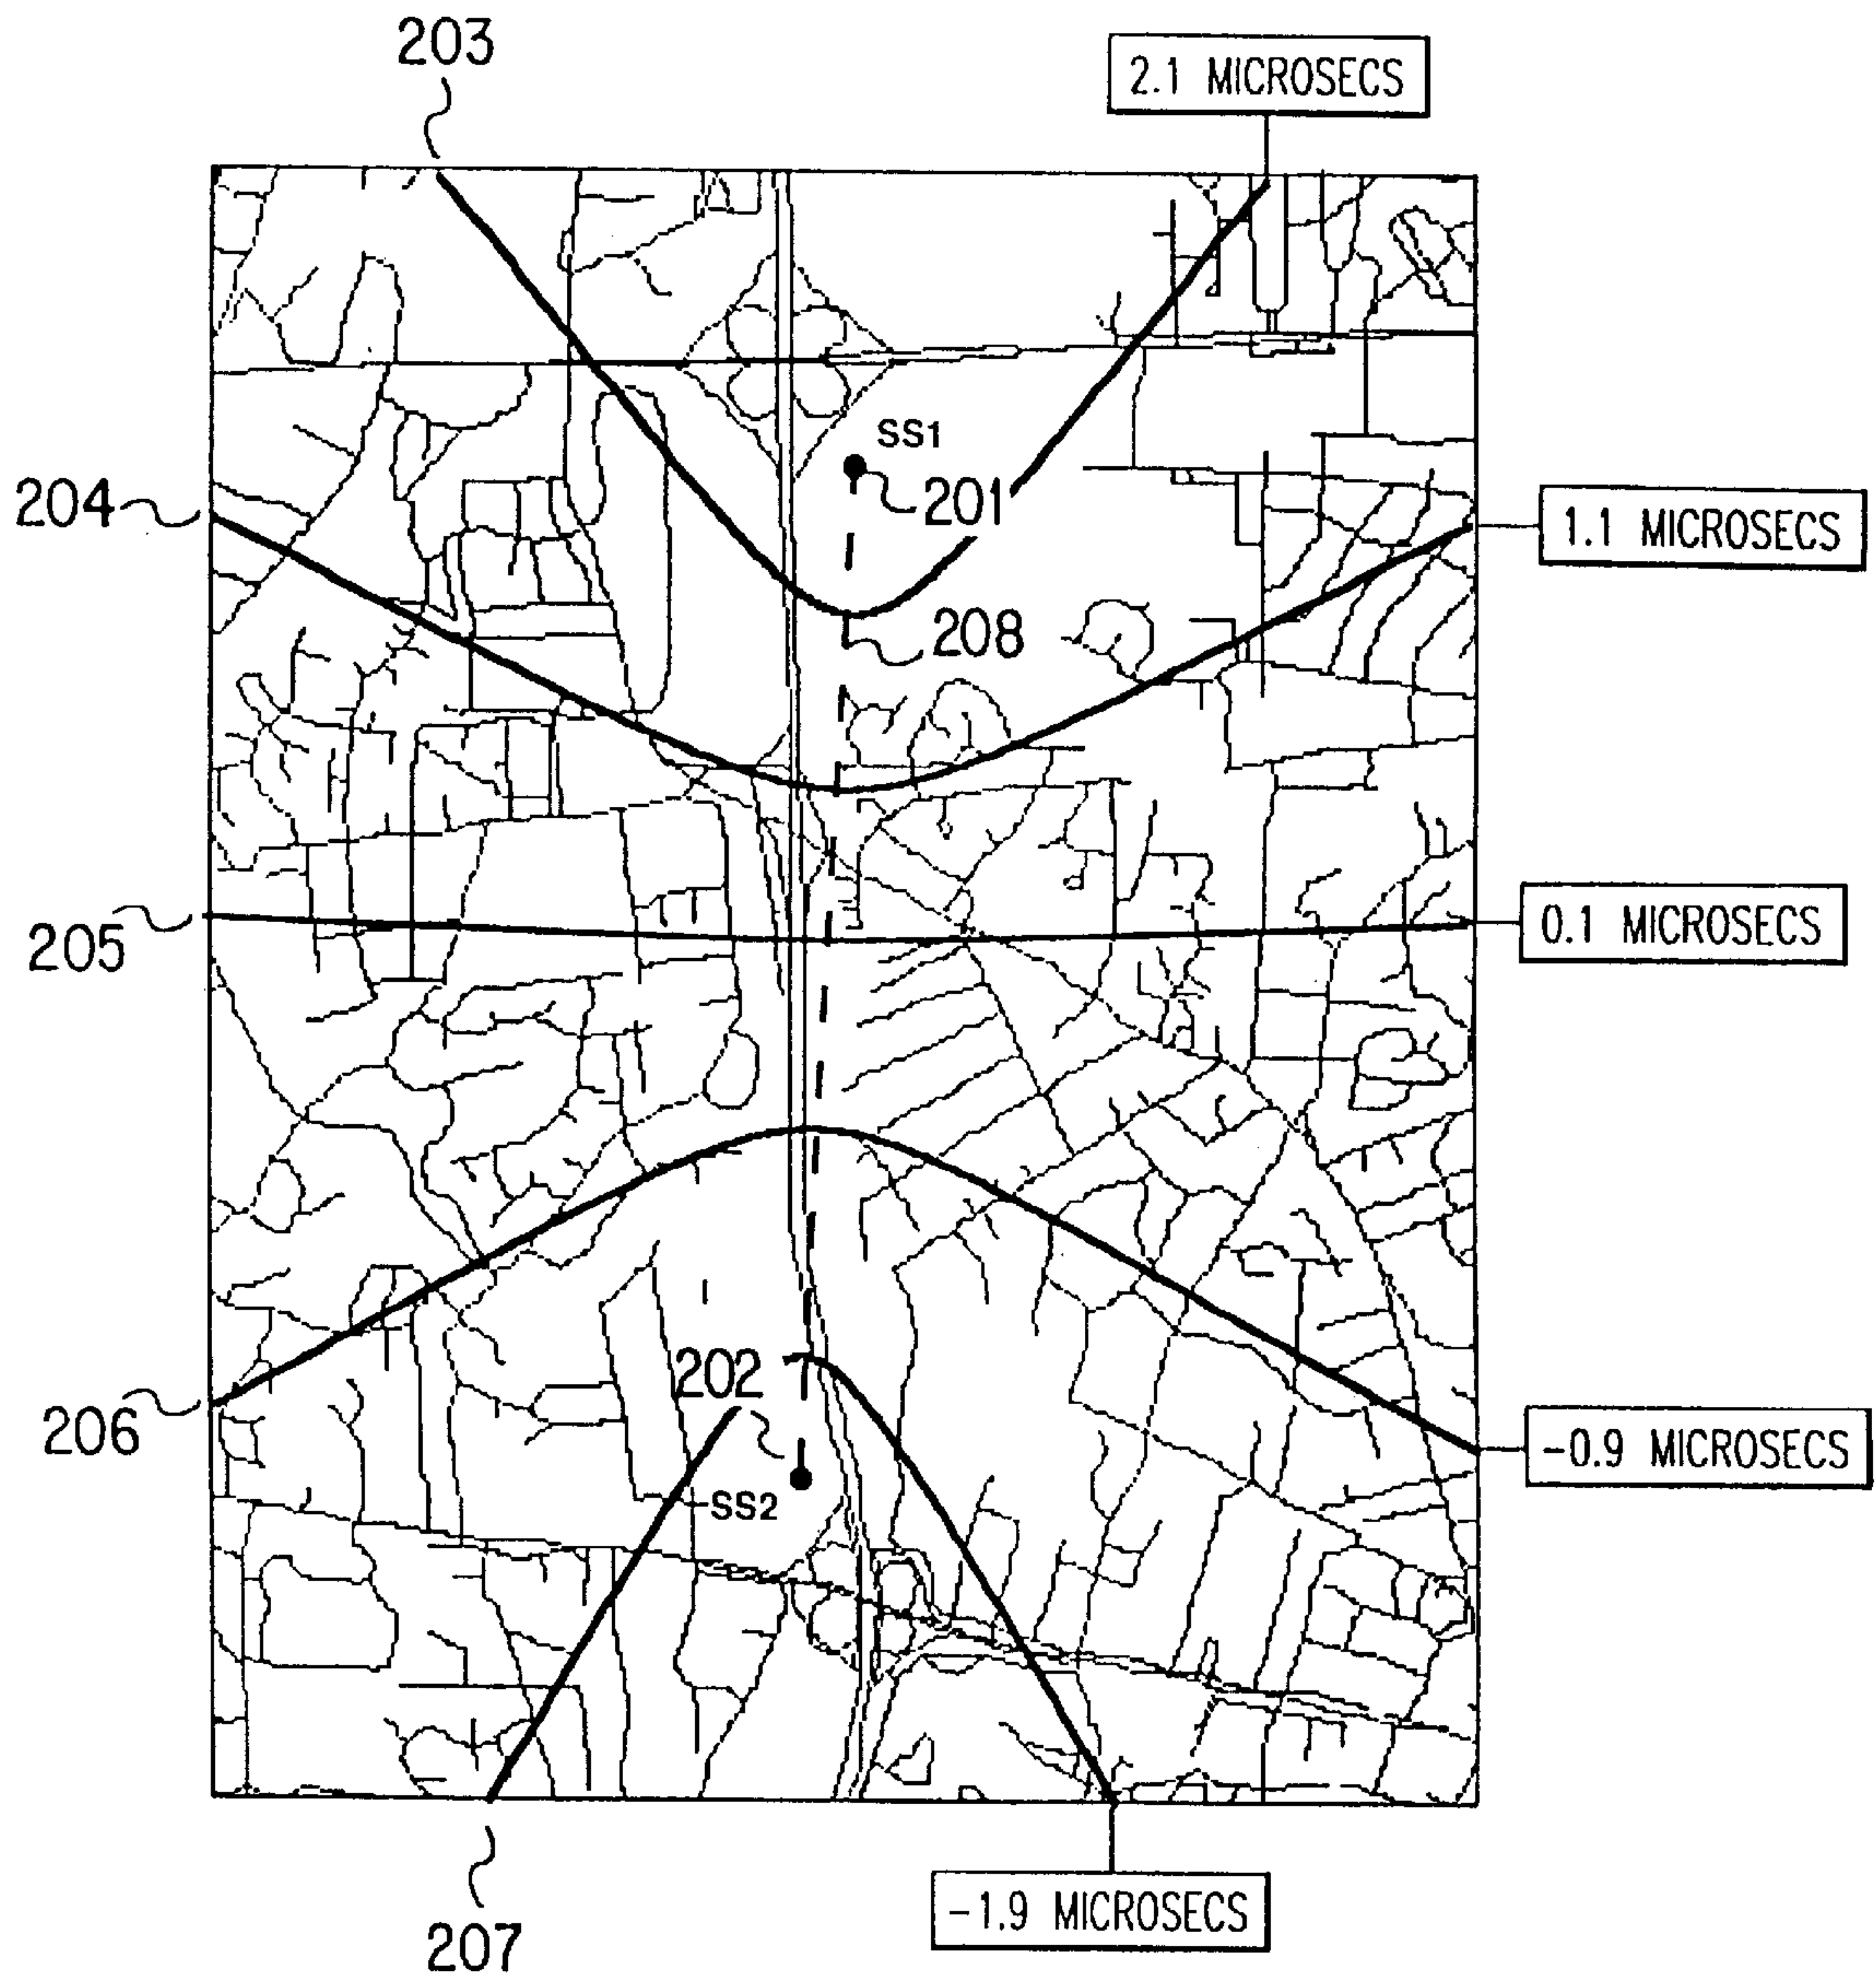 203
2.1 MICROSECS
SS1
201
204
1.1 MICROSECS
208
205
0.1 MICROSECS
202
206
-0.9 MICROSECS
SS2
-1.9 MICROSECS
207